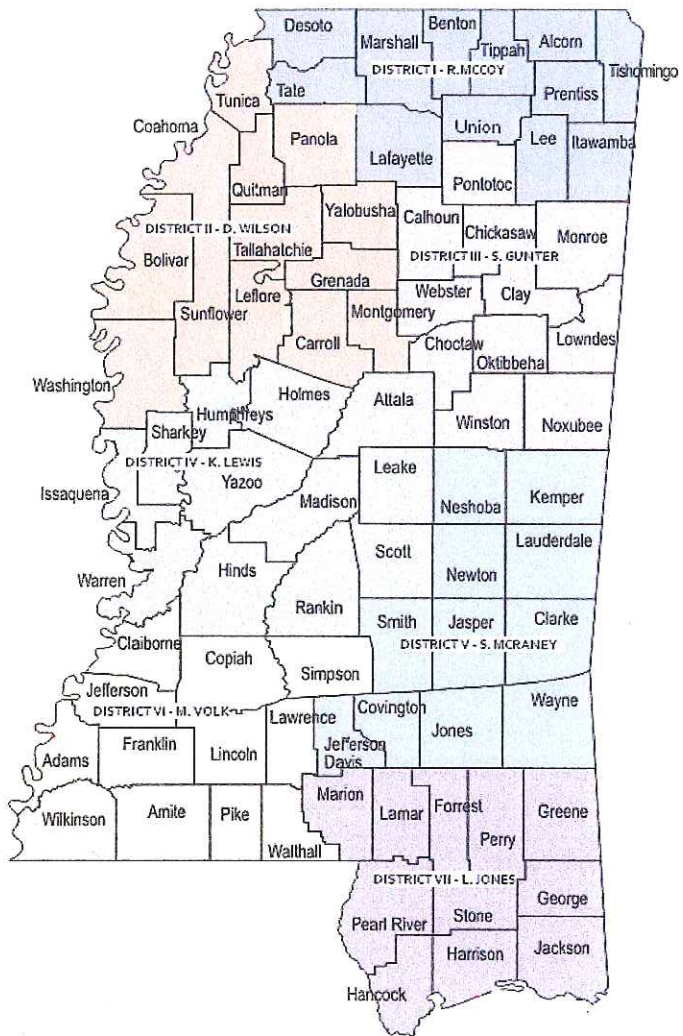 Desoto
Marshall
Benton
Tippah
Alcorn
Tishomingo
DISTRICT I - R.MCCOY
Tunica
Tate
Prentiss
Coahoma
Panola
Lafayette
Union
Lee
Itawamba
Quitman
Pontotoc
Yalobusha
Calhoun
Chickasaw
Monroe
DISTRICT II - D. WILSON
Tallahatchie
Bolivar
DISTRICT III - S. GUNTER
Grenada
Leflore
Webster
Clay
Sunflower
Montgomery
Carroll
Choctaw
Oktibbeha
Lowndes
Washington
Humphreys
Holmes
Attala
Sharkey
Winston
Noxubee
DISTRICT IV - K. LEWIS
Leake
Issaquena
Yazoo
Madison
Neshoba
Kemper
Scott
Lauderdale
Warren
Hinds
Newton
Rankin
Smith
Jasper
Clarke
Claiborne
DISTRICT V - S. MCRANEY
Copiah
Simpson
Jefferson
DISTRICT VI - M. VOLK
Lawrence
Covington
Wayne
Jones
Adams
Franklin
Lincoln
Jefferson
Davis
Marion
Lamar
Forrest
Greene
Wilkinson
Amite
Pike
Perry
Walthall
DISTRICT VII - L. JONES
George
Pearl River
Stone
Harrison
Jackson
Hancock